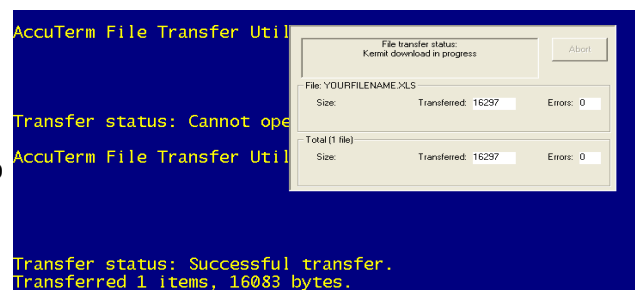 AccuTerm File Transfer Util
File transfer status:
Kermit download in progress
Abort
File: YOURFILENAME.XLS
Size: Transferred: 16297 Errors: 0
Transfer status: Cannot ope
Total (1 file)
AccuTerm File Transfer Util
Size: Transferred: 16297 Errors: 0
Transfer status: Successful transfer.
Transferred 1 items, 16083 bytes.